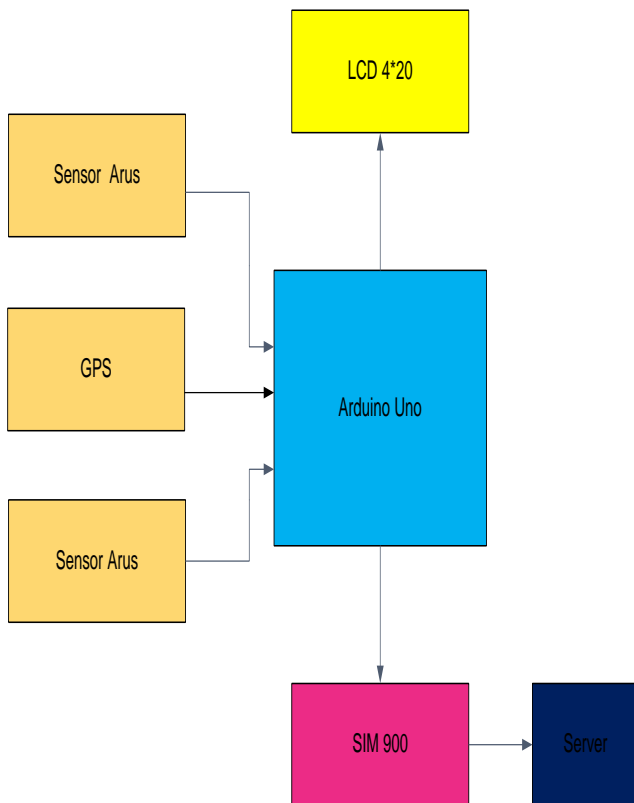 LCD 4*20
Sensor Arus
GPS
Arduino Uno
Sensor Arus
SIM 900
Server